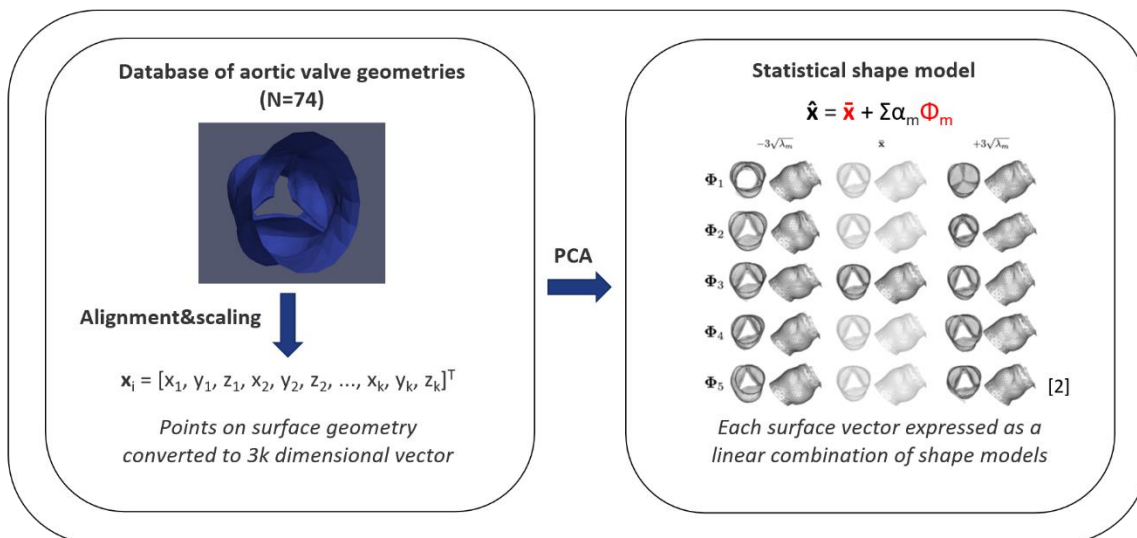 Database of aortic valve geometries
(N=74)
Alignment&scaling
𝐱i = [x₁, y₁, z₁, x₂, y₂, z₂, ..., xₖ, yₖ, zₖ]ᵀ
Points on surface geometry
converted to 3k dimensional vector
PCA
Statistical shape model
x̂ = x̄ + ΣαₘΦₘ
−3√λₘ x̄ +3√λₘ
Φ₁
Φ₂
Φ₃
Φ₄
Φ₅ [2]
Each surface vector expressed as a
linear combination of shape models